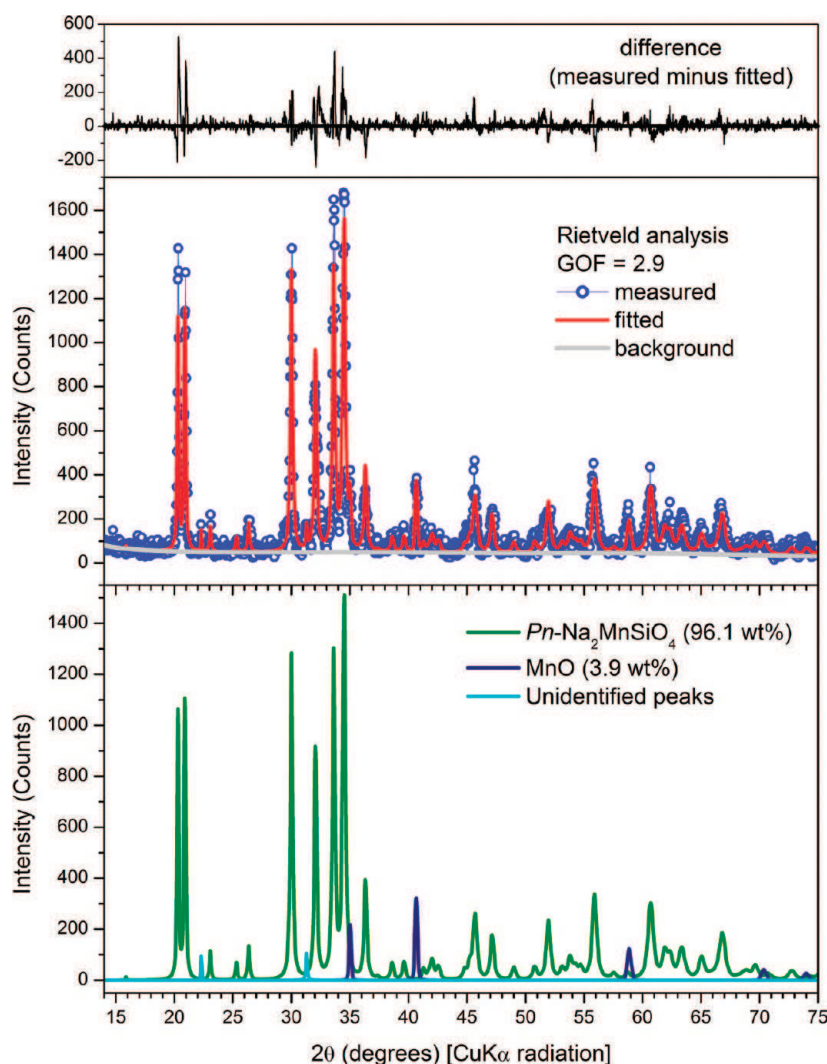 600
400
200
0
-200
difference
(measured minus fitted)
1600
1400
1200
1000
800
600
400
200
0
Intensity (Counts)
Rietveld analysis
GOF = 2.9
measured
fitted
background
1400
1200
1000
800
600
400
200
0
Intensity (Counts)
Pn-Na₂MnSiO₄ (96.1 wt%)
MnO (3.9 wt%)
Unidentified peaks
15 20 25 30 35 40 45 50 55 60 65 70 75
2θ (degrees) [CuKα radiation]